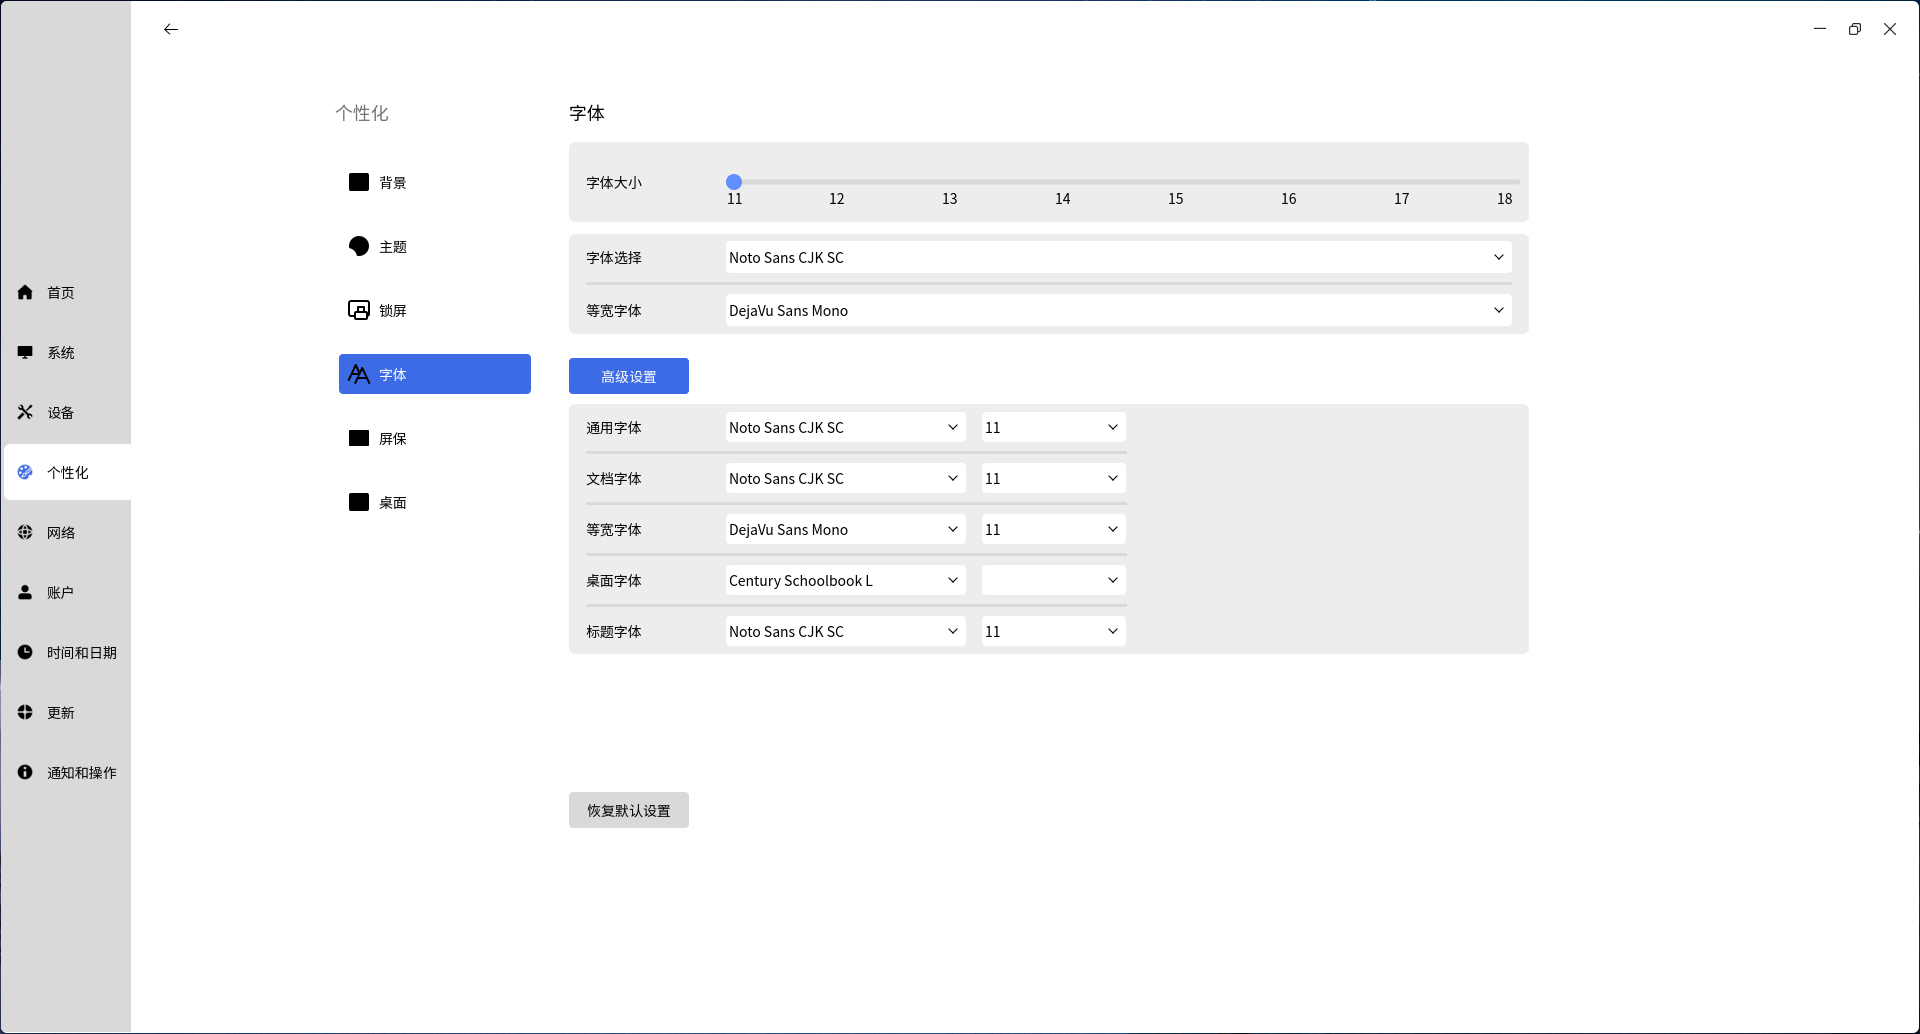 首页
系统
设备
个性化
网络
账户
时间和日期
更新
通知和操作
个性化
背景
主题
锁屏
字体
屏保
桌面
字体
字体大小
11 12 13 14 15 16 17 18
字体选择 Noto Sans CJK SC
等宽字体 DejaVu Sans Mono
高级设置
通用字体 Noto Sans CJK SC 11
文档字体 Noto Sans CJK SC 11
等宽字体 DejaVu Sans Mono 11
桌面字体 Century Schoolbook L
标题字体 Noto Sans CJK SC 11
恢复默认设置